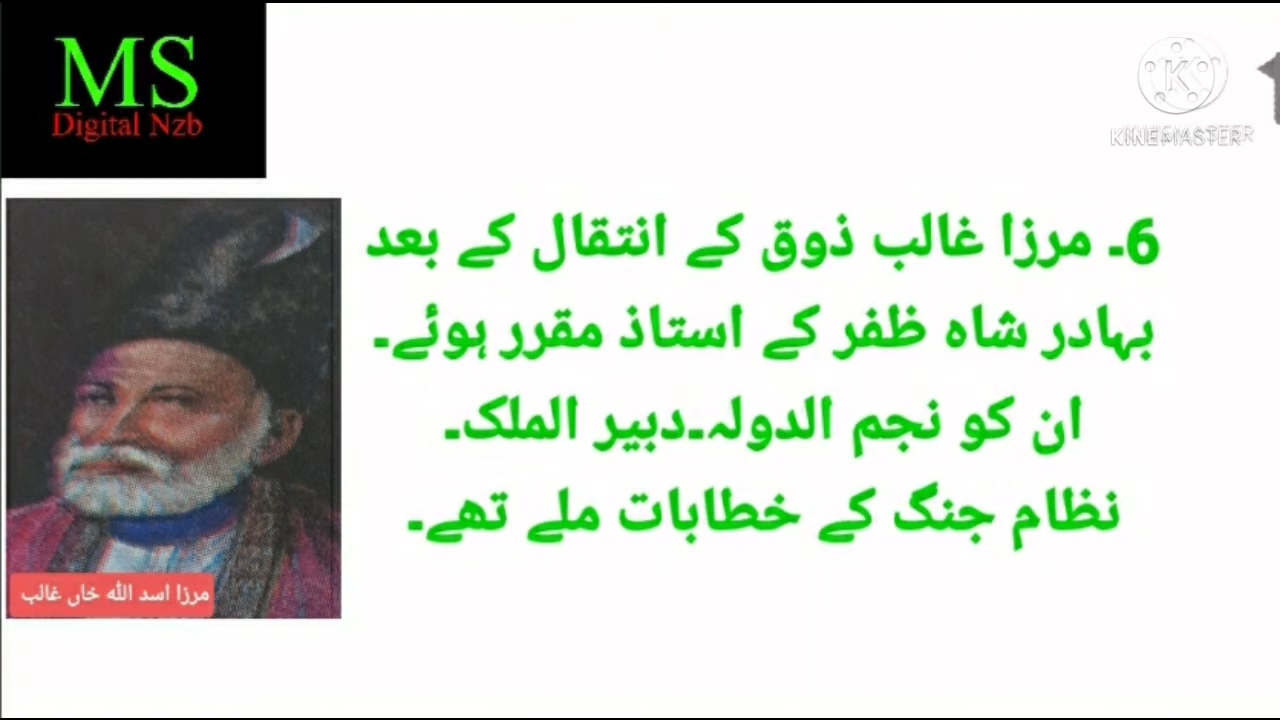 MS
Digital Nzb
KINEMASTER
6۔ مرزا غالب ذوق کے انتقال کے بعد
بہادر شاہ ظفر کے استاذ مقرر ہوئے۔
ان کو نجم الدولہ۔دبیر الملک۔
نظام جنگ کے خطابات ملے تھے۔
مرزا اسد اللہ خاں غالب